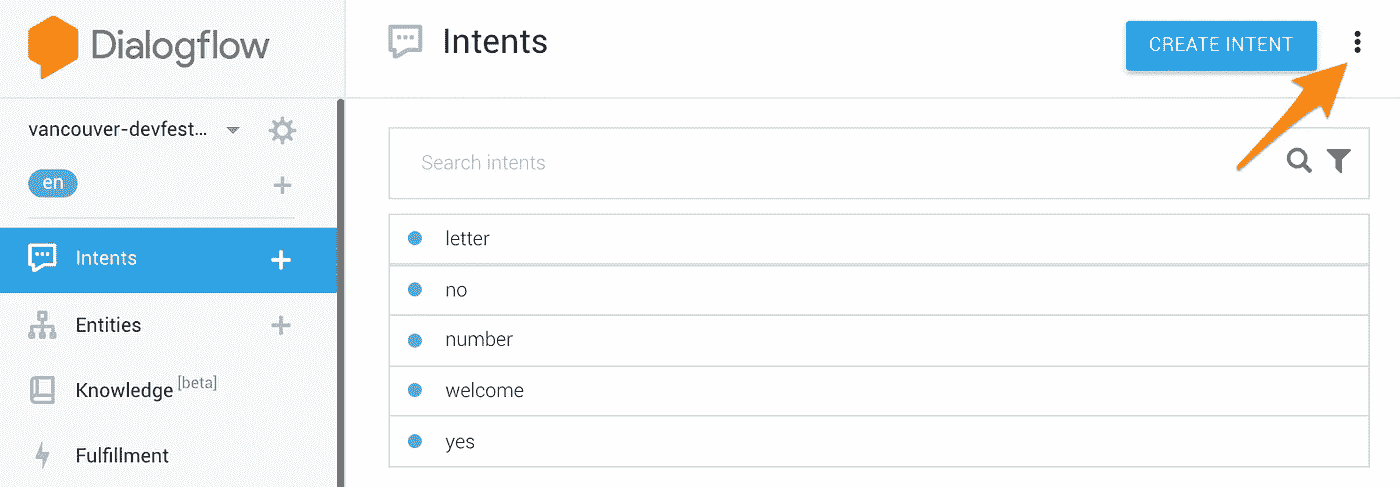 Dialogflow
Intents
CREATE INTENT
vancouver-devfest...
en
Search intents
letter
Intents
no
Entities
number
Knowledge [beta]
welcome
Fulfillment
yes